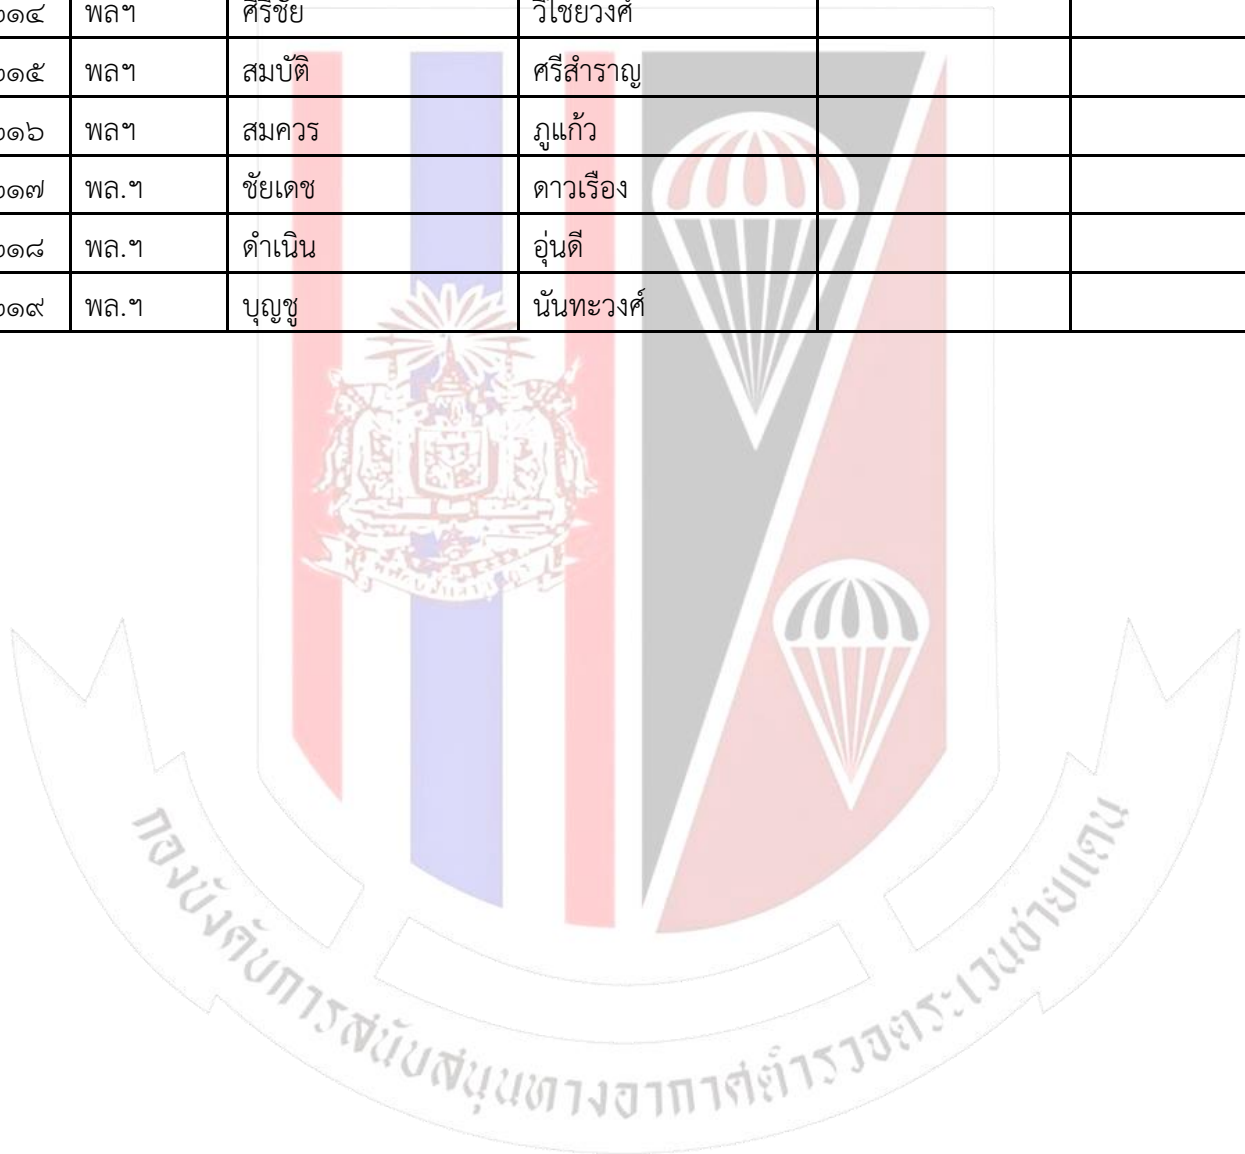 ๑๔ พลฯ ศิริชัย วิไชยวงศ์
๑๕ พลฯ สมบัติ ศรีสำราญ
๑๖ พลฯ สมควร ภูแก้ว
๑๗ พล.ฯ ชัยเดช ดาวเรือง
๑๘ พล.ฯ ดำเนิน อุ่นดี
๑๙ พล.ฯ บุญชู นันทะวงศ์
กองบังคับการสนับสนุนทางอากาศตำรวจตระเวนชายแดน